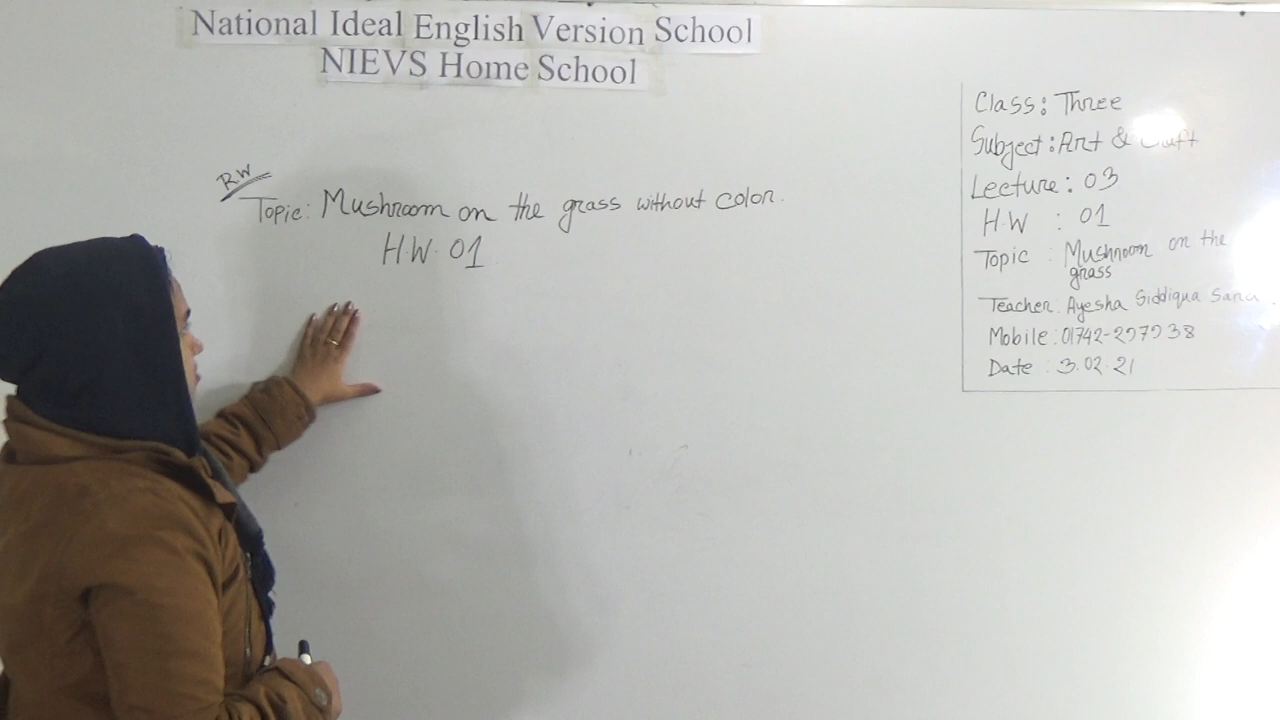 National Ideal English Version School
NIEVS Home School
RW
Topic: Mushroom on the grass without color.
H.W. 01
Class: Three
Subject: Art & Craft
Lecture: 03
H.W : 01
Topic : Mushroom on the
grass
Teacher: Ayesha Siddiqua
Mobile: 01742-297938
Date : 3.02.21